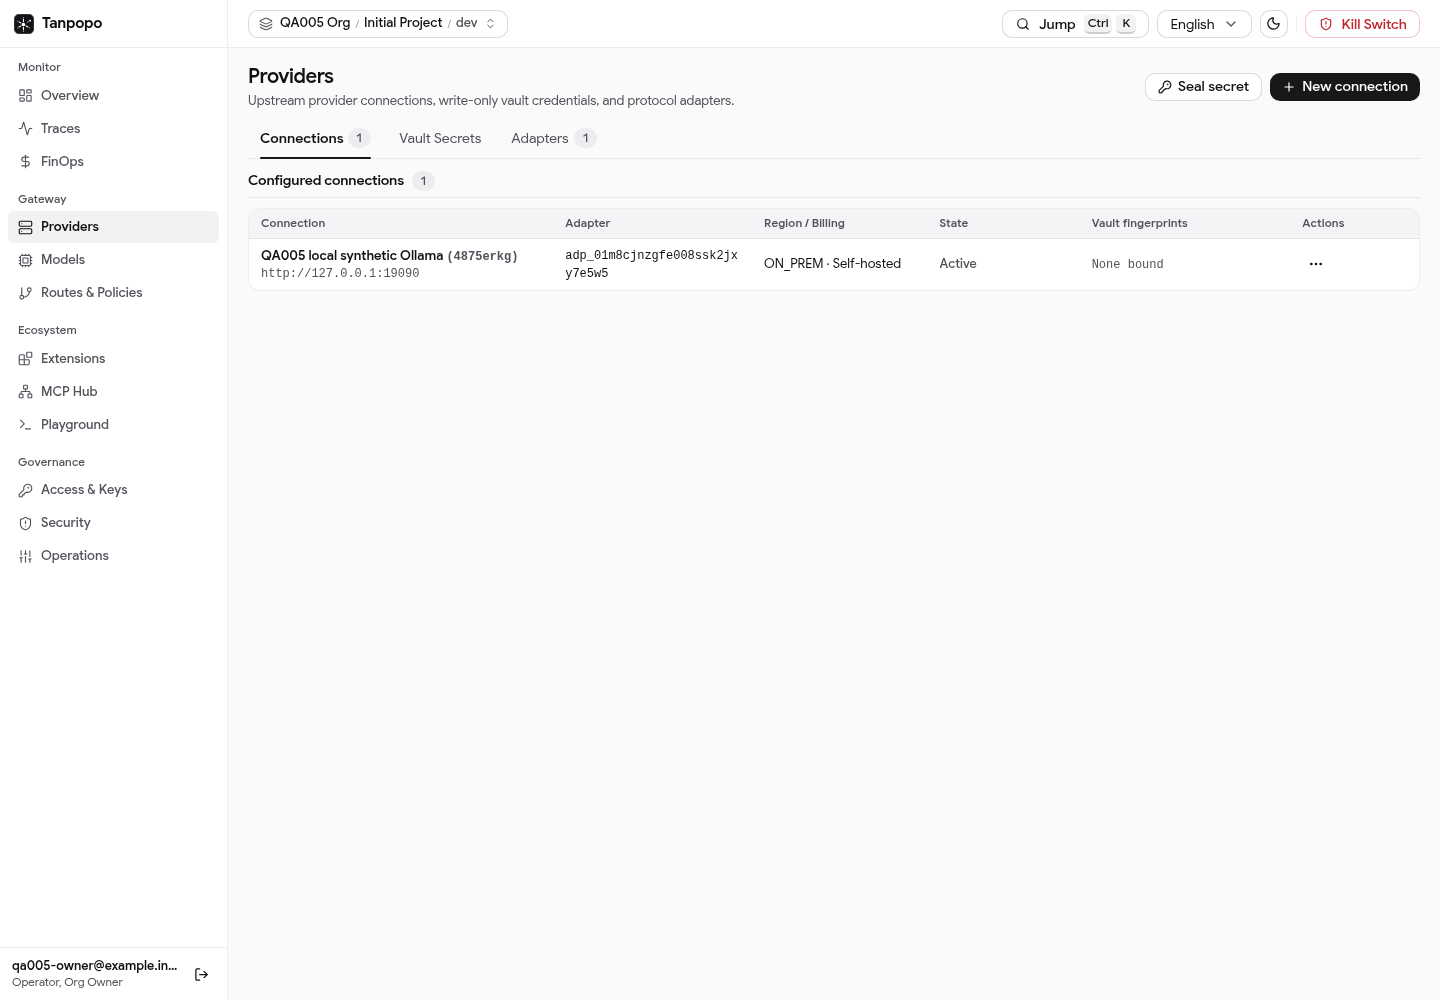 Tanpopo
QA005 Org / Initial Project / dev
Jump Ctrl K
English
Kill Switch
Monitor
Overview
Traces
FinOps
Gateway
Providers
Models
Routes & Policies
Ecosystem
Extensions
MCP Hub
Playground
Governance
Access & Keys
Security
Operations
qa005-owner@example.in...
Operator, Org Owner
Providers
Upstream provider connections, write-only vault credentials, and protocol adapters.
Seal secret
New connection
Connections 1
Vault Secrets
Adapters 1
Configured connections 1
Connection Adapter Region / Billing State Vault fingerprints Actions
QA005 local synthetic Ollama (4875erkg)
http://127.0.0.1:19090
adp_01m8cjnzgfe008ssk2jx
y7e5w5
ON_PREM · Self-hosted
Active
None bound